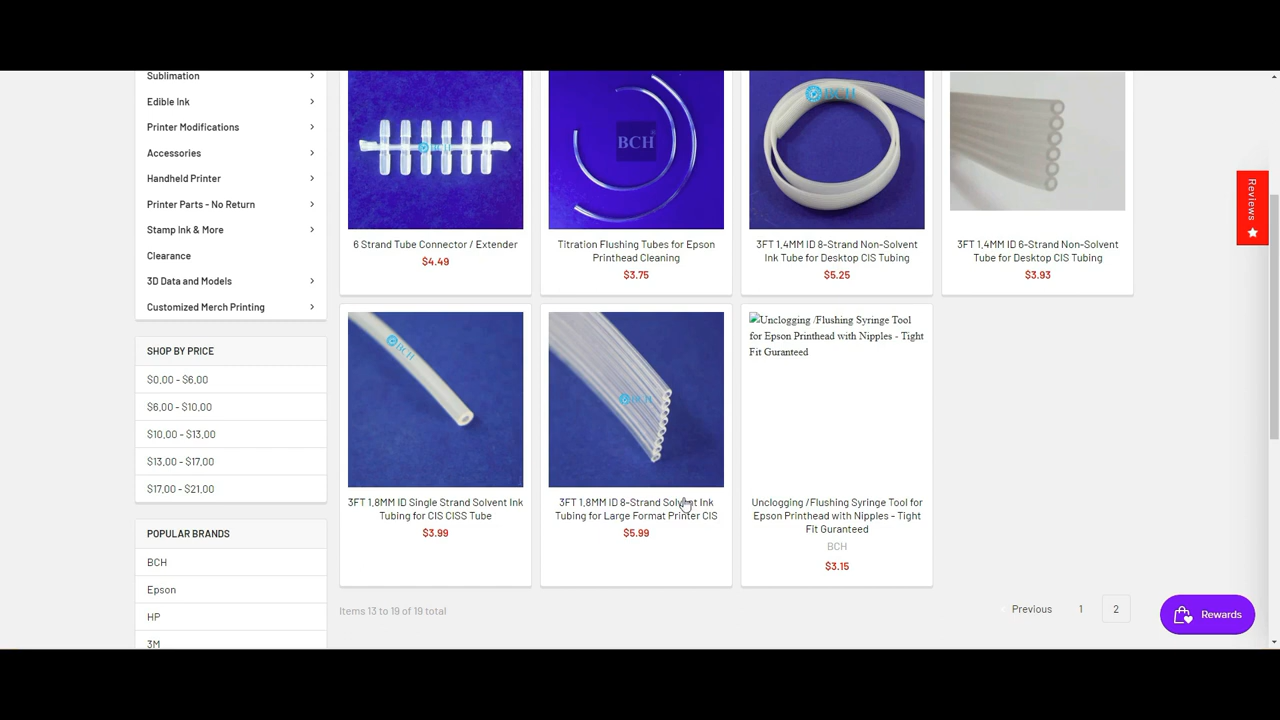 Sublimation
Edible Ink
Printer Modifications
Accessories
Handheld Printer
Printer Parts - No Return
Stamp Ink & More
Clearance
3D Data and Models
Customized Merch Printing
SHOP BY PRICE
$0.00 - $6.00
$6.00 - $10.00
$10.00 - $13.00
$13.00 - $17.00
$17.00 - $21.00
POPULAR BRANDS
BCH
Epson
HP
3M
BCH
BCH
6 Strand Tube Connector / Extender
$4.49
Titration Flushing Tubes for Epson
Printhead Cleaning
$3.75
3FT 1.4MM ID 8-Strand Non-Solvent
Ink Tube for Desktop CIS Tubing
$5.25
3FT 1.4MM ID 6-Strand Non-Solvent
Tube for Desktop CIS Tubing
$3.93
BCH
BCH
Unclogging /Flushing Syringe Tool
for Epson Printhead with Nipples - Tight
Fit Guranteed
3FT 1.8MM ID Single Strand Solvent Ink
Tubing for CIS CISS Tube
$3.99
3FT 1.8MM ID 8-Strand Solvent Ink
Tubing for Large Format Printer CIS
$5.99
Unclogging /Flushing Syringe Tool for
Epson Printhead with Nipples - Tight
Fit Guranteed
BCH
$3.15
Items 13 to 19 of 19 total
Previous
1
2
Reviews
Rewards